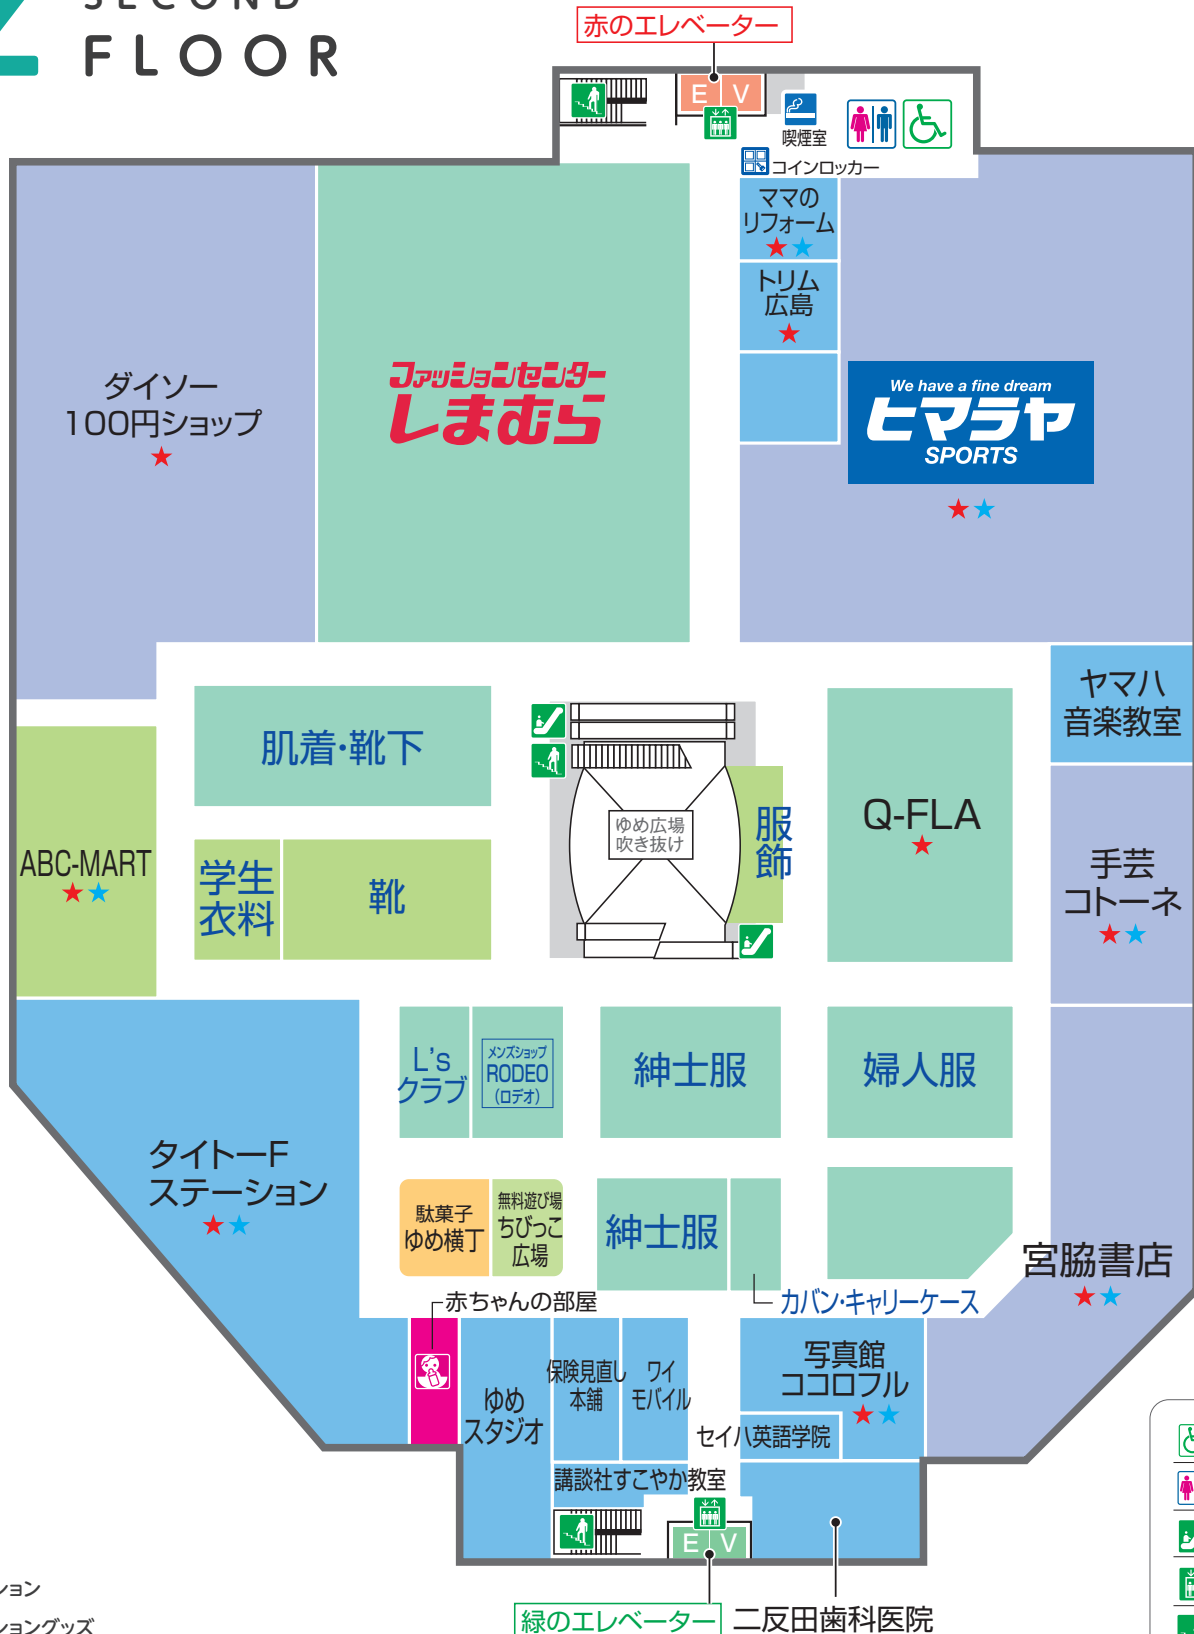 SECOND
FLOOR
赤のエレベーター
E V
喫煙室
コインロッカー
ママの
リフォーム
★★
トリム
広島
★
ダイソー
100円ショップ
★
ファッションセンター
しまむら
We have a fine dream
ヒマラヤ
SPORTS
★★
ヤマハ
音楽教室
肌着・靴下
ゆめ広場
吹き抜け
服飾
Q-FLA
★
ABC-MART
★★
学生
衣料
靴
手芸
コトーネ
★★
L's
クラブ
メンズショップ
RODEO
(ロデオ)
紳士服
婦人服
タイトーF
ステーション
★★
駄菓子
ゆめ横丁
無料遊び場
ちびっこ
広場
紳士服
カバン・キャリーケース
宮脇書店
★★
赤ちゃんの部屋
ゆめ
スタジオ
保険見直し
本舗
ワイ
モバイル
写真館
ココロフル
★★
セイハ英語学院
講談社すこやか教室
E V
緑のエレベーター
二反田歯科医院
ション
ショングッズ